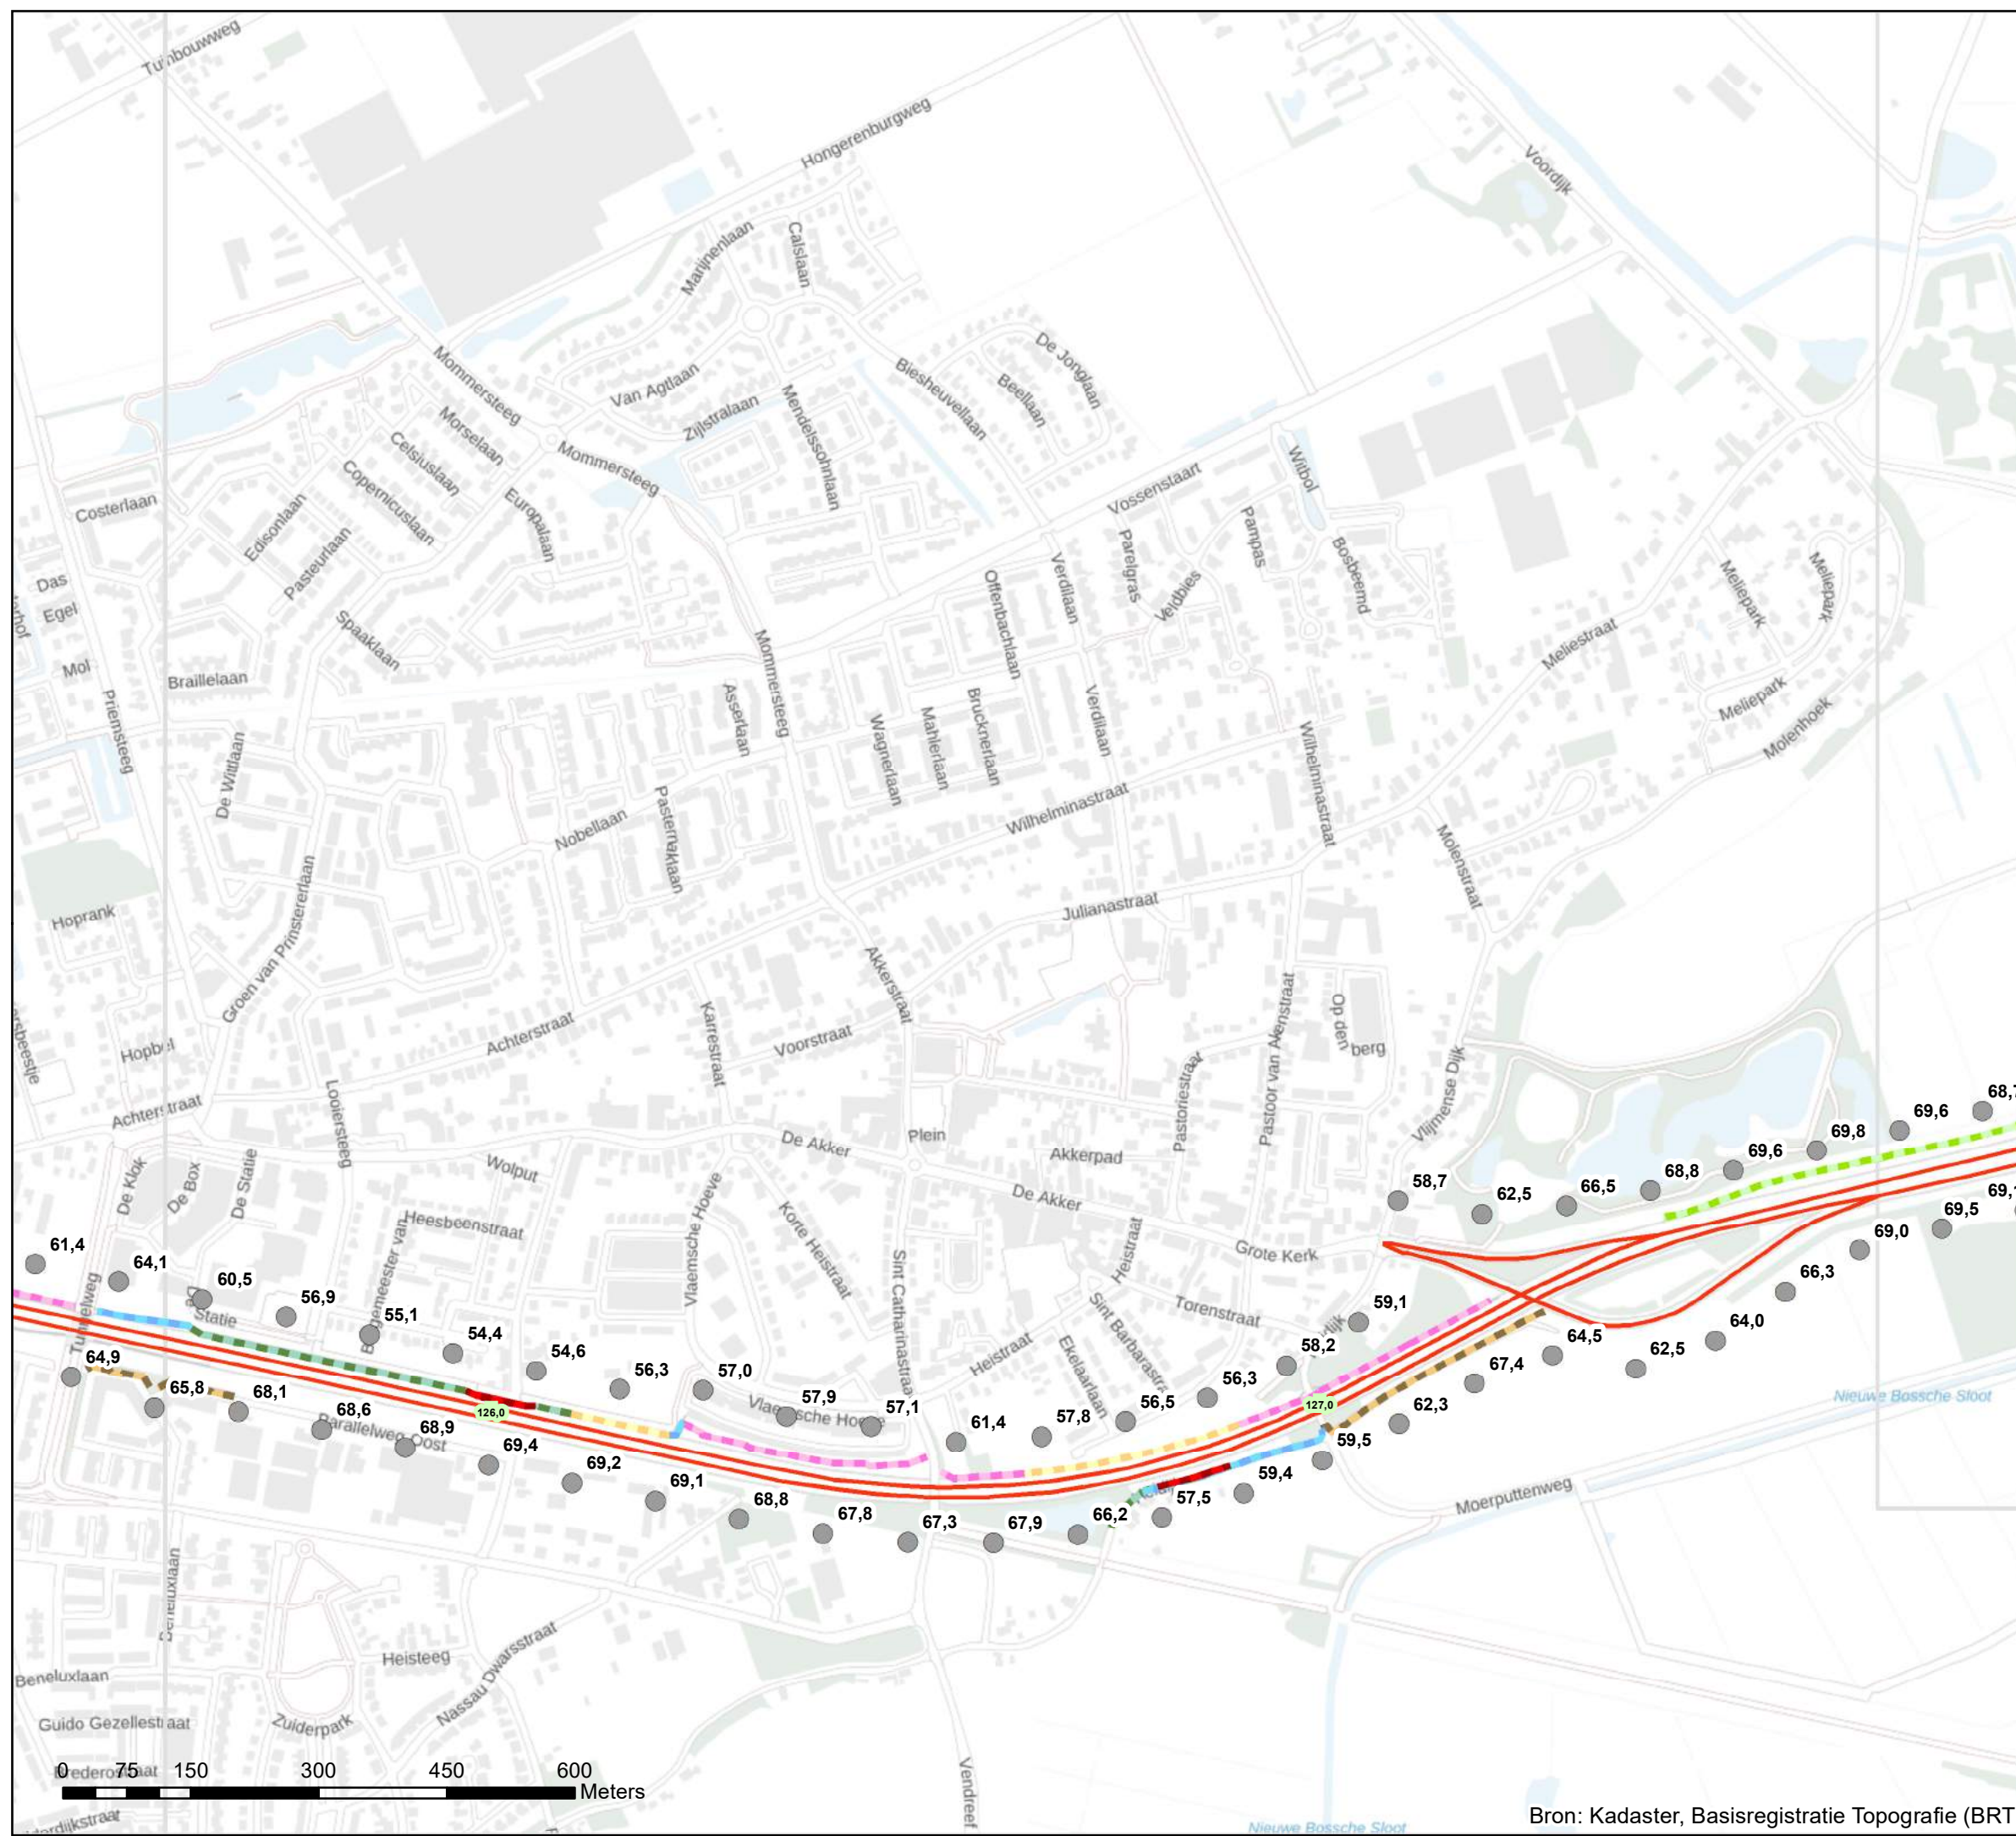 Tuinbouwweg
Hongerenburgweg
Voordijk
Marijnenlaan
Calslaan
De Jonglaan
Mommersteeg
Van Agtlaan
Biesheuvellaan
Beellaan
Morselaan
Zijlstralaan
Mendelssohnlaan
Celsiuslaan
Mommersteeg
Witbol
Copernicuslaan
Vossenstaart
Costerlaan
Edisonlaan
Europalaan
Pampas
Pasteurlaan
Parelgras
Bosbeemd
Das
Verdilaan
Veldbies
Meliepark
Meliepark
Egel
Offenbachlaan
Spaaklaan
Meliestraat
Mol
Braillelaan
Mommersteeg
Priemsteeg
Asserlaan
Verdilaan
Meliepark
Brucknerlaan
Mahlerlaan
Wagnerlaan
Molenhoek
De Wittlaan
Wilhelminastraat
Wilhelminastraat
Nobellaan
Pasternaklaan
Molenstraat
Julianastraat
Hoprank
Groen van Prinstererlaan
Akkerstraat
Achterstraat
Karrestraat
Voorstraat
Pastoor van Akenstraat
Op den
berg
Hopbel
Looiersteeg
Achterstraat
Pastoriestraat
Vlijmense Dijk
De Akker
Plein
Akkerpad
Wolput
De Klok
De Box
De Statie
De Akker
Heesbeenstraat
Vlaemsche Hoeve
Korte Heistraat
Heistraat
Grote Kerk
Sint Catharinastraat
Tunnelweg
De
Statie
Torenstraat
Heistraat
Ekelaarlaan
Vlaemsche Hoeve
Parallelweg Oost
Moerputtenweg
Nieuwe Bossche Sloot
68,7
69,6
69,8
69,6
68,8
66,5
62,5
58,7
69,5
69,0
66,3
64,0
62,5
64,5
67,4
62,3
59,5
59,4
57,5
66,2
67,9
67,3
67,8
68,8
69,1
69,2
69,4
68,9
68,6
68,1
65,8
64,9
61,4
64,1
60,5
56,9
55,1
54,4
54,6
56,3
57,0
57,9
57,1
61,4
57,8
56,5
56,3
58,2
59,1
126,0
127,0
Beneluxlaan
Heisteeg
Nassau Dwarsstraat
Beneluxlaan
Guido Gezellestraat
Zuiderpark
Vendreef
0 75 150 300 450 600
Meters
Brederostraat
Nieuwe Bossche Sloot
Bron: Kadaster, Basisregistratie Topografie (BRT